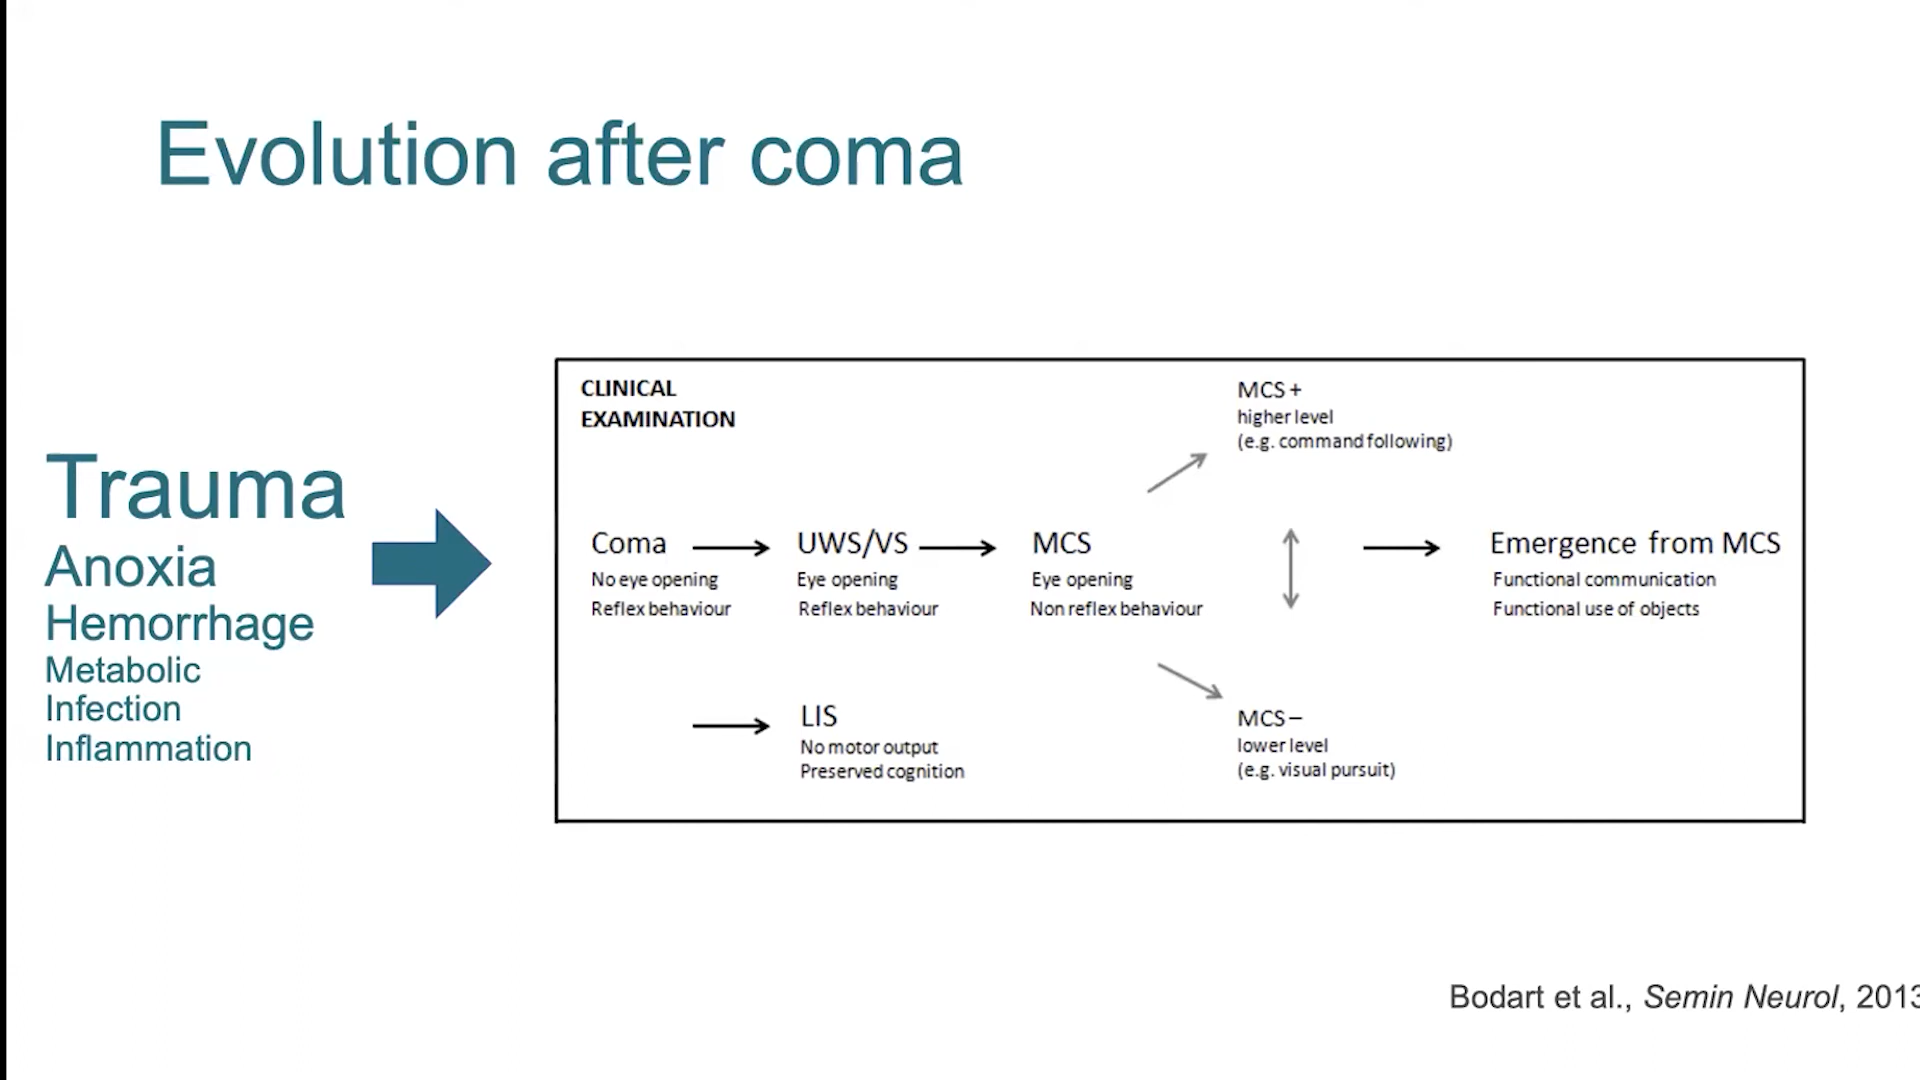 Evolution after coma
Trauma
Anoxia
Hemorrhage
Metabolic
Infection
Inflammation
CLINICAL
EXAMINATION
Coma
No eye opening
Reflex behaviour
UWS/VS
Eye opening
Reflex behaviour
LIS
No motor output
Preserved cognition
MCS
Eye opening
Non reflex behaviour
MCS +
higher level
(e.g. command following)
MCS –
lower level
(e.g. visual pursuit)
Emergence from MCS
Functional communication
Functional use of objects
Bodart et al., Semin Neurol, 2013